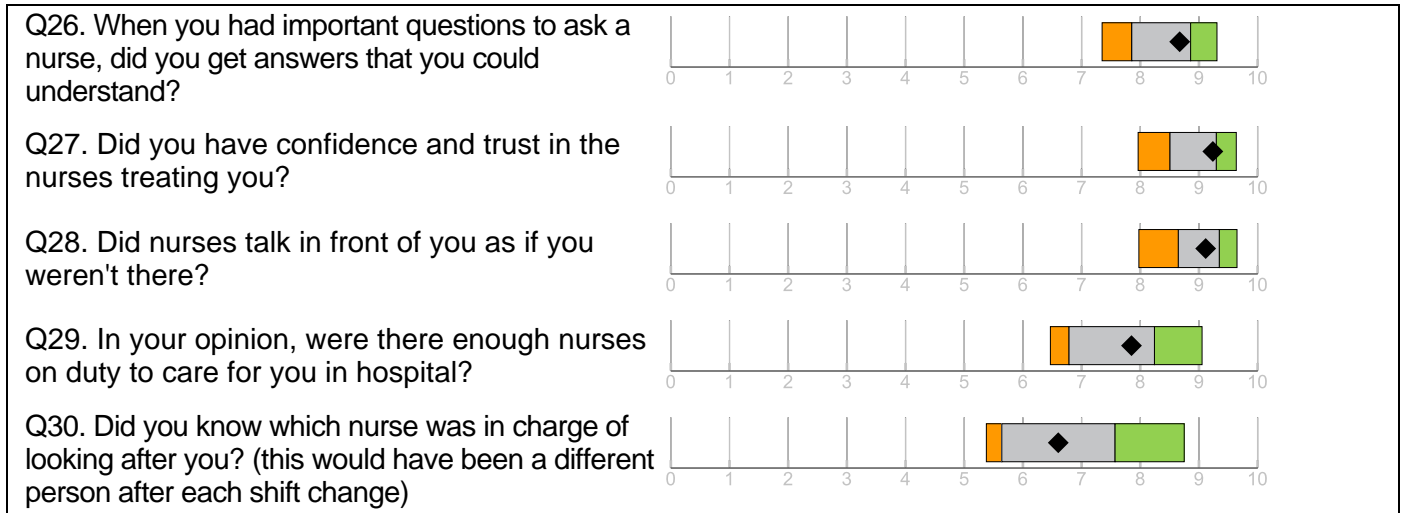 Q26. When you had important questions to ask a
nurse, did you get answers that you could
understand?
0 1 2 3 4 5 6 7 8 9 10
Q27. Did you have confidence and trust in the
nurses treating you?
0 1 2 3 4 5 6 7 8 9 10
Q28. Did nurses talk in front of you as if you
weren't there?
0 1 2 3 4 5 6 7 8 9 10
Q29. In your opinion, were there enough nurses
on duty to care for you in hospital?
0 1 2 3 4 5 6 7 8 9 10
Q30. Did you know which nurse was in charge of
looking after you? (this would have been a different
person after each shift change)
0 1 2 3 4 5 6 7 8 9 10